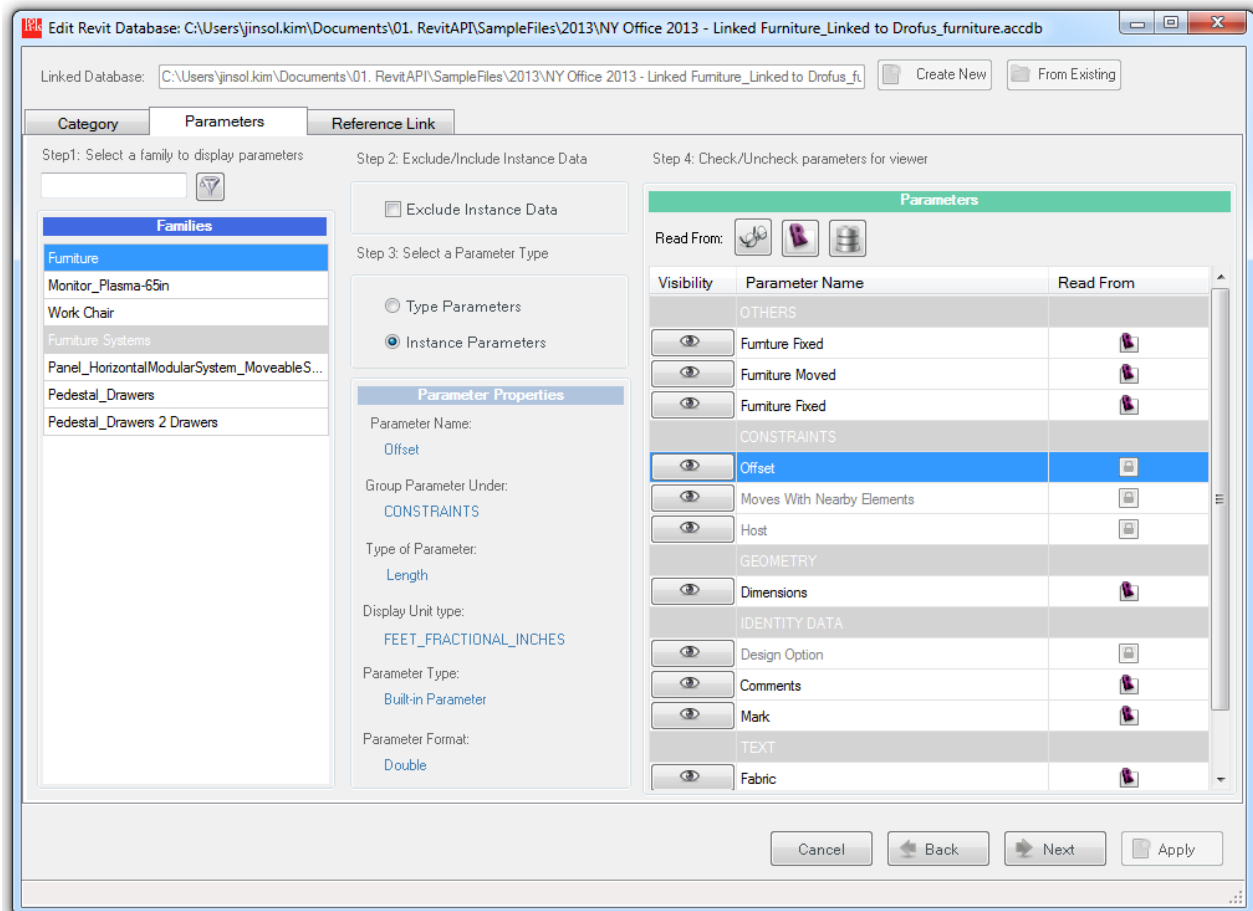 Edit Revit Database: C:\Users\jinsol.kim\Documents\01. RevitAPI\SampleFiles\2013\NY Office 2013 - Linked Furniture_Linked to Drofus_furniture.accdb
Linked Database: C:\Users\jinsol.kim\Documents\01. RevitAPI\SampleFiles\2013\NY Office 2013 - Linked Furniture_Linked to Drofus_fu Create New From Existing
Category Parameters Reference Link
Step1: Select a family to display parameters
Families
Furniture
Monitor_Plasma-65in
Work Chair
Furniture Systems
Panel_HorizontalModularSystem_MoveableS...
Pedestal_Drawers
Pedestal_Drawers 2 Drawers
Step 2: Exclude/Include Instance Data
Exclude Instance Data
Step 3: Select a Parameter Type
Type Parameters
Instance Parameters
Parameter Properties
Parameter Name:
Offset
Group Parameter Under:
CONSTRAINTS
Type of Parameter:
Length
Display Unit type:
FEET_FRACTIONAL_INCHES
Parameter Type:
Built-in Parameter
Parameter Format:
Double
Step 4: Check/Uncheck parameters for viewer
Parameters
Read From:
Visibility Parameter Name Read From
OTHERS
Furnture Fixed
Furniture Moved
Furniture Fixed
CONSTRAINTS
Offset
Moves With Nearby Elements
Host
GEOMETRY
Dimensions
IDENTITY DATA
Design Option
Comments
Mark
TEXT
Fabric
Cancel Back Next Apply